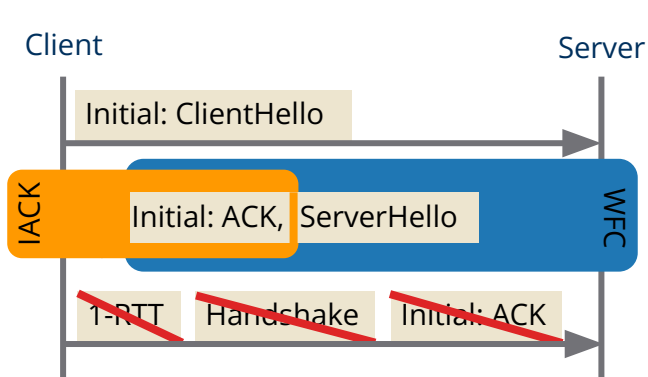 Client
Server
Initial: ClientHello
IACK
Initial: ACK, ServerHello
WFC
1-RTT Handshake Initial: ACK